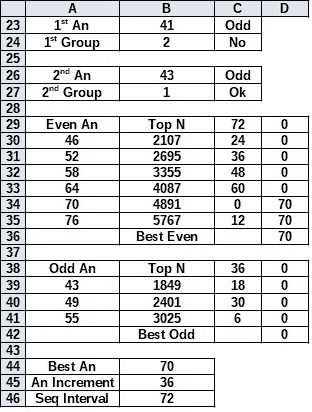 A B C D
23 1st An 41 Odd
24 1st Group 2 No
25
26 2nd An 43 Odd
27 2nd Group 1 Ok
28
29 Even An Top N 72 0
30 46 2107 24 0
31 52 2695 36 0
32 58 3355 48 0
33 64 4087 60 0
34 70 4891 0 70
35 76 5767 12 70
36 Best Even 70
37
38 Odd An Top N 36 0
39 43 1849 18 0
40 49 2401 30 0
41 55 3025 6 0
42 Best Odd 0
43
44 Best An 70
45 An Increment 36
46 Seq Interval 72